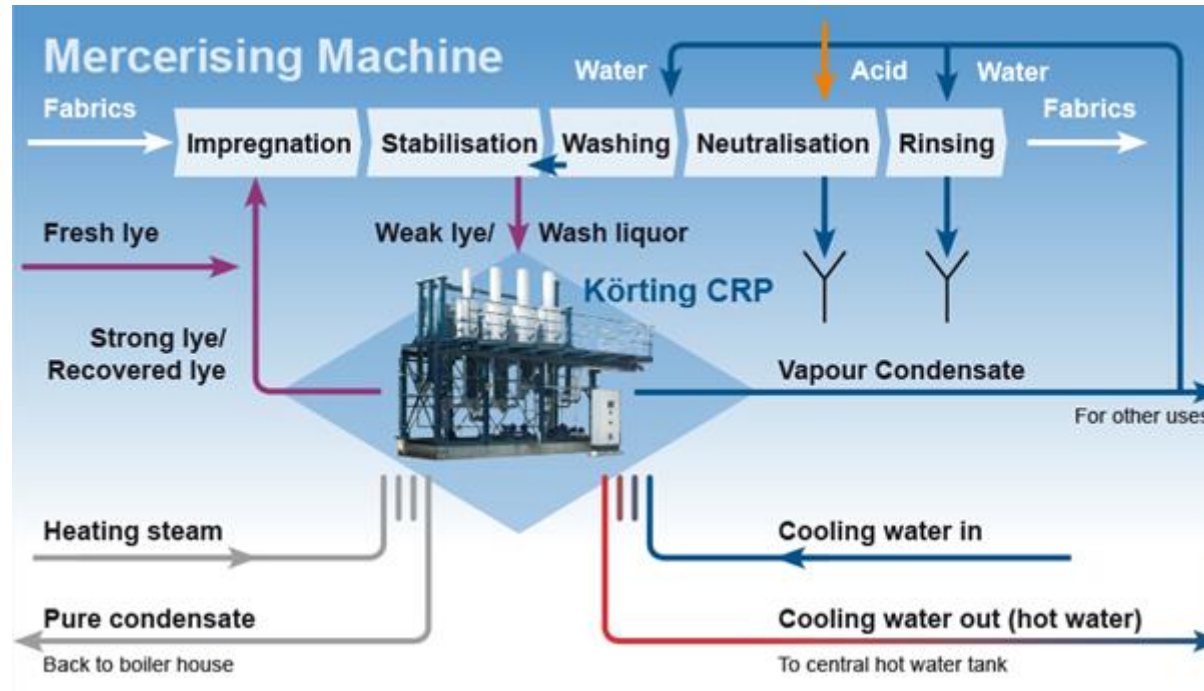 Mercerising Machine
Water
Acid
Water
Fabrics
Fabrics
Impregnation
Stabilisation
Washing
Neutralisation
Rinsing
Fresh lye
Weak lye/
Wash liquor
Körting CRP
Strong lye/
Recovered lye
Vapour Condensate
For other uses
Heating steam
Cooling water in
Pure condensate
Cooling water out (hot water)
Back to boiler house
To central hot water tank